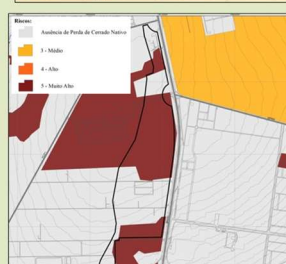 Riscos:
Ausência de Perda de Cerrado Nativo
3 - Médio
4 - Alto
5 - Muito Alto